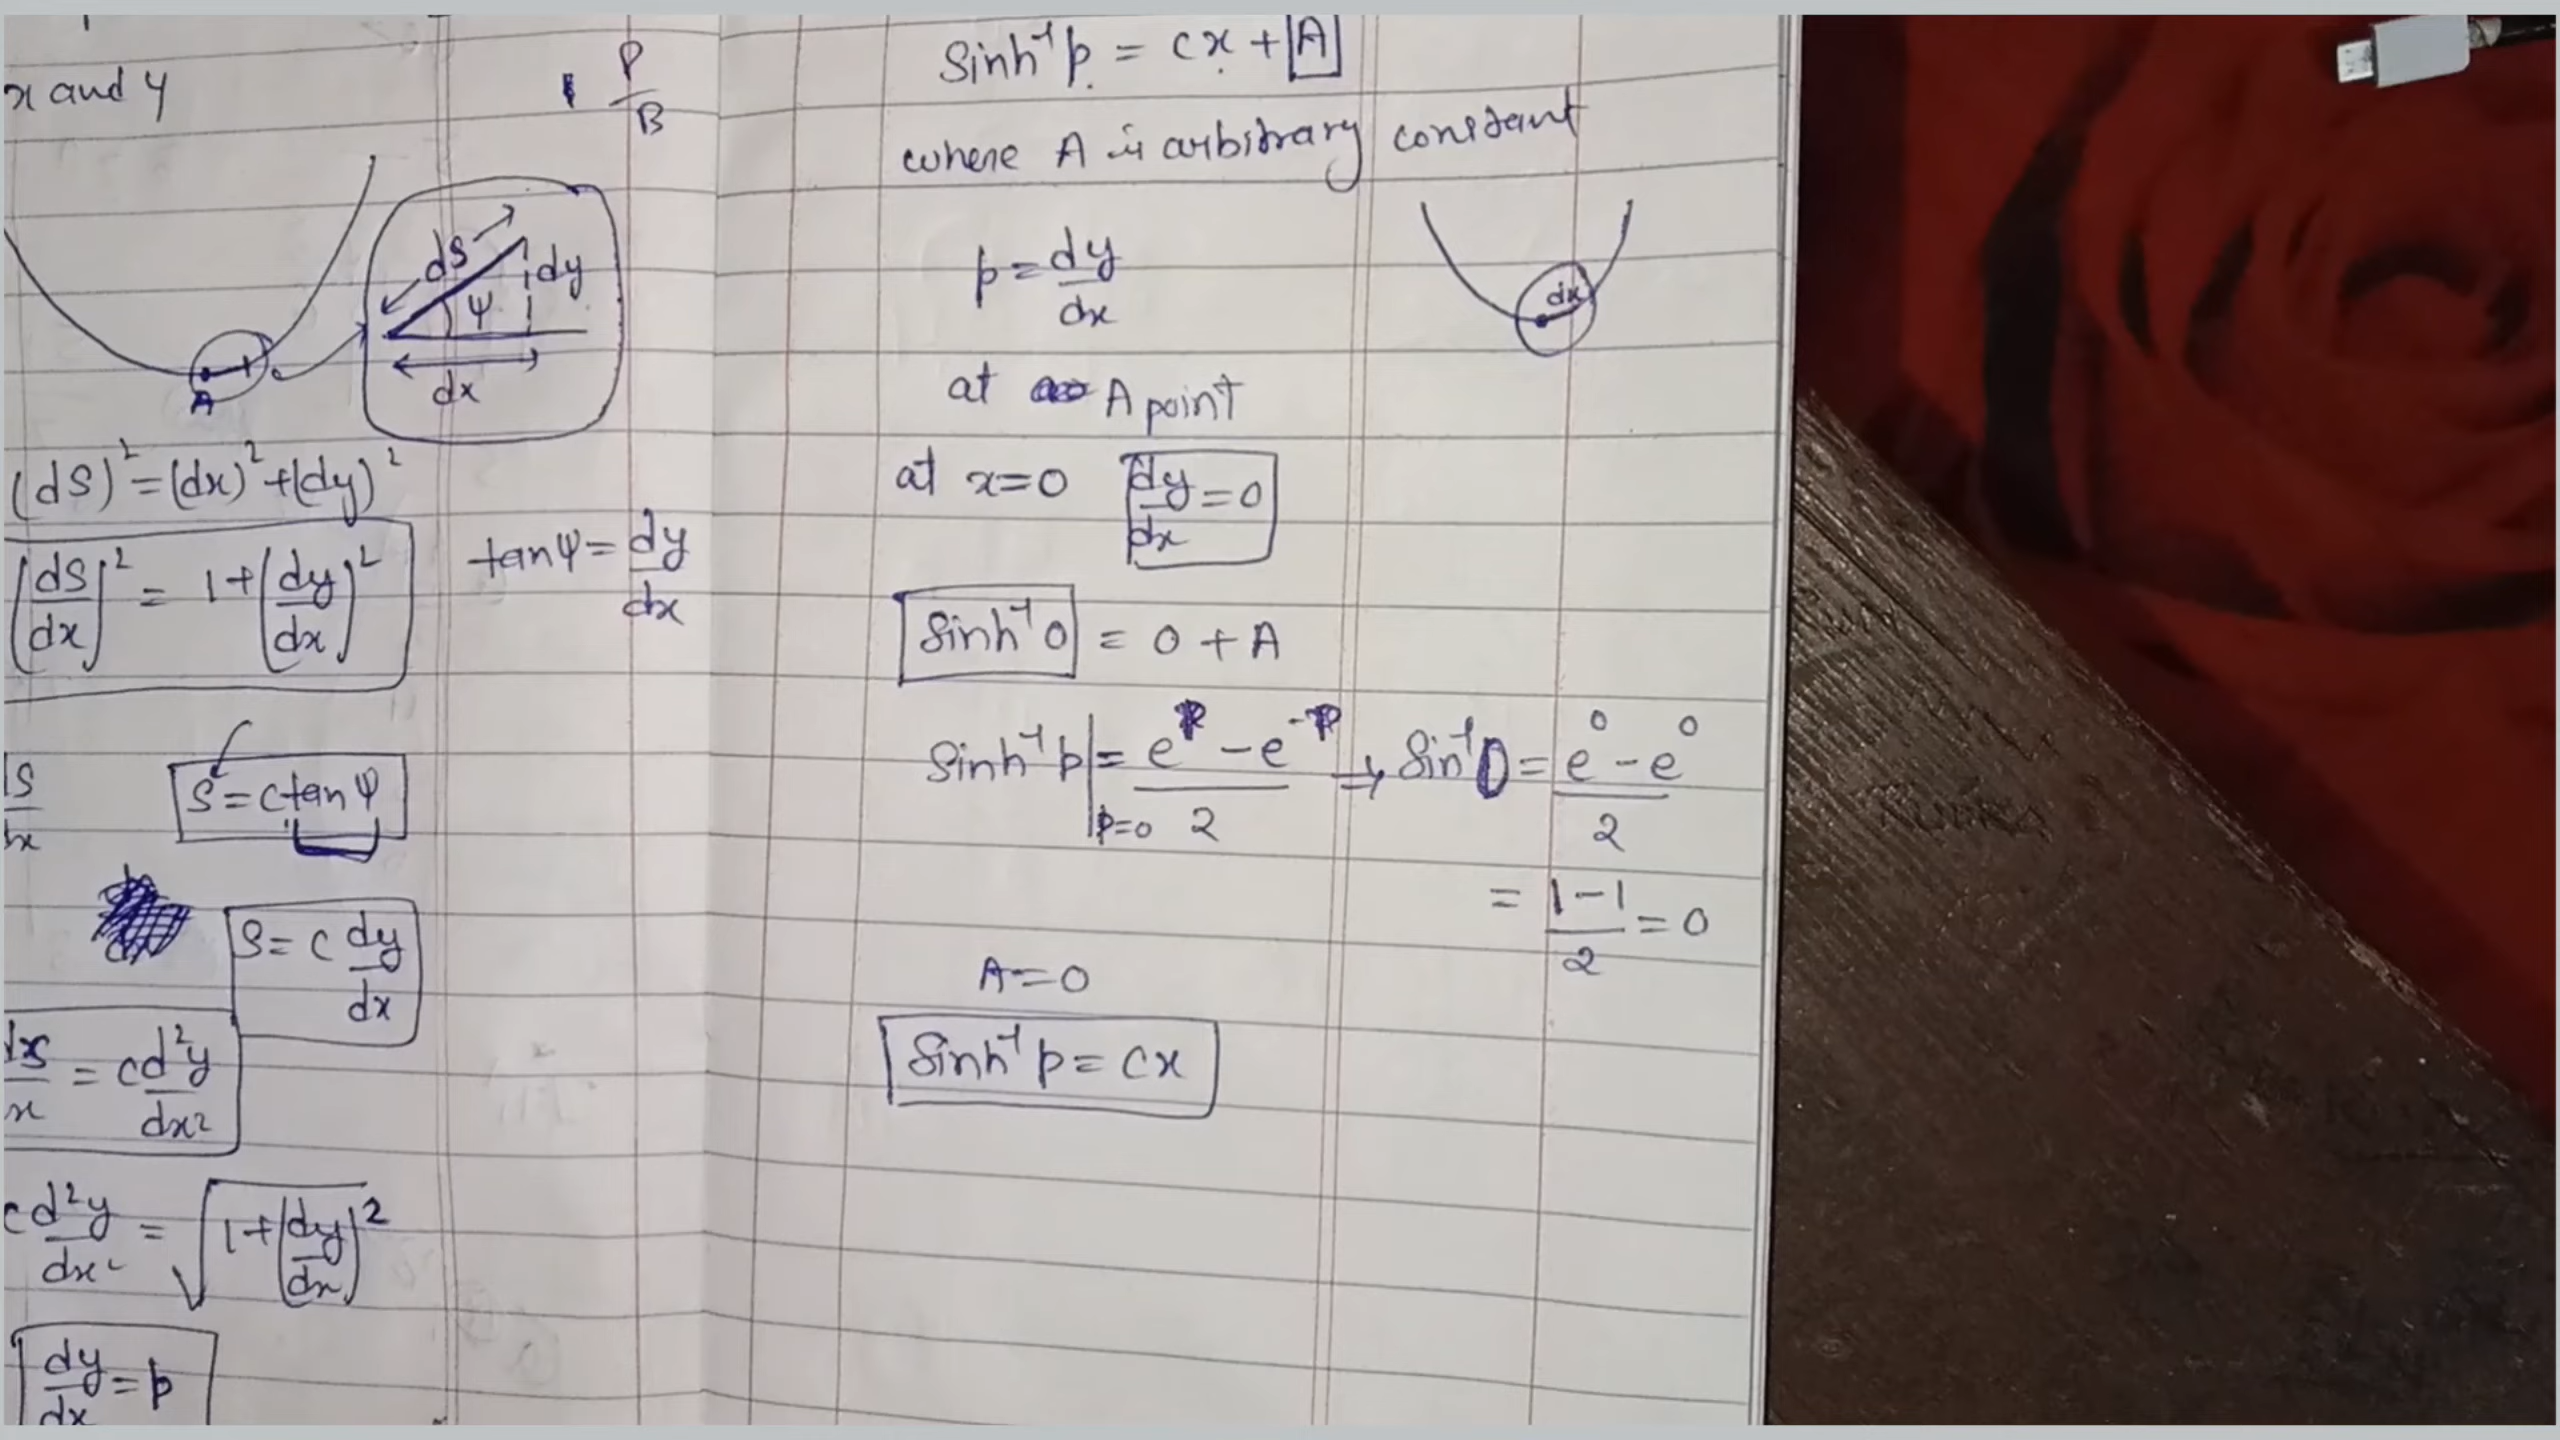 x and y
P
B
dS
dy
ψ
dx
A
(dS)² = (dx)² + (dy)²
(dS/dx)² = 1 + (dy/dx)²
tan ψ = dy/dx
S = c tan ψ
S = c dy/dx
= c d²y/dx²
c d²y/dx² = √(1 + (dy/dx)²)
dy/dx = p
Sinh⁻¹ p = cx + A
where A is arbitrary constant
p = dy/dx
dx
at A point
at x=0 dy/dx = 0
Sinh⁻¹ 0 = 0 + A
Sinh⁻¹ p |p=0 = (e^p - e^-p)/2 → Sin⁻¹ 0 = (e⁰ - e⁰)/2
= (1-1)/2 = 0
A = 0
Sinh⁻¹ p = cx